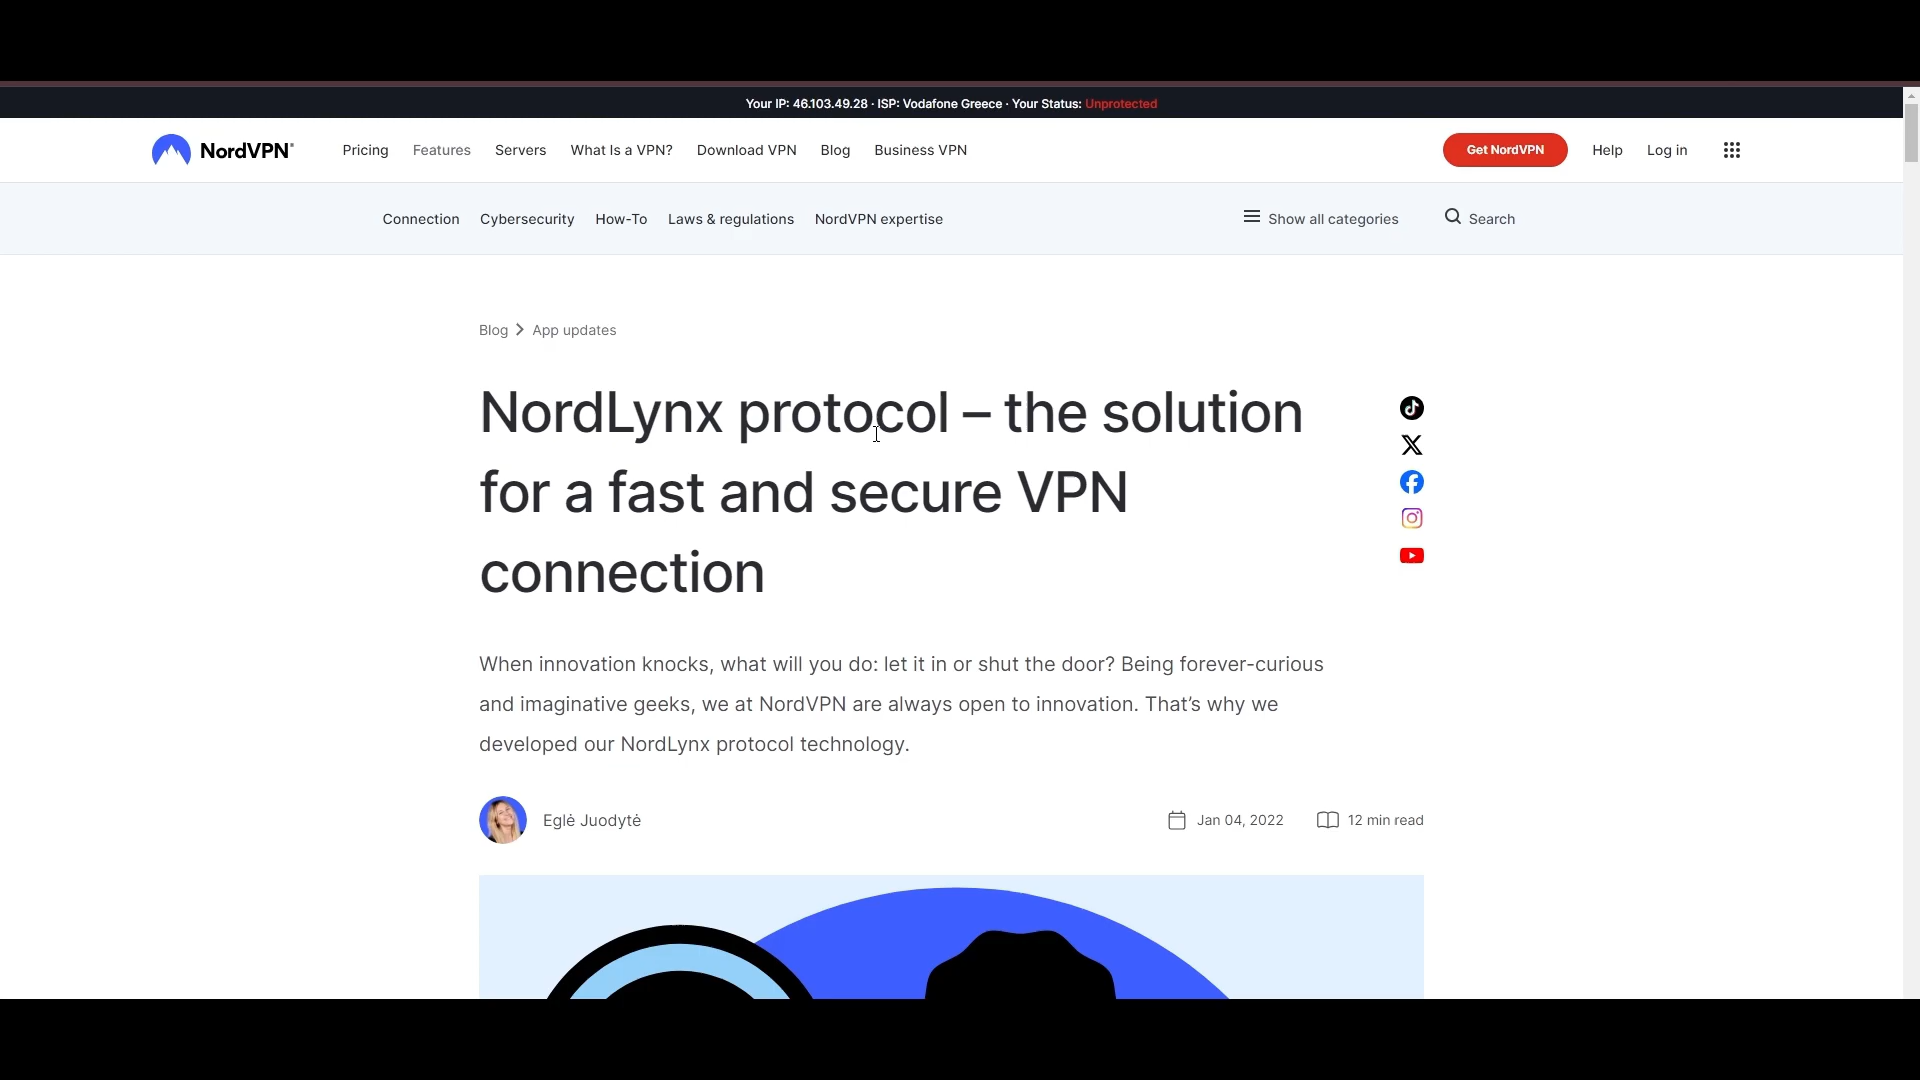 Your IP: 46.103.49.28 · ISP: Vodafone Greece · Your Status: Unprotected
NordVPN®
Pricing
Features
Servers
What Is a VPN?
Download VPN
Blog
Business VPN
Get NordVPN
Help
Log in
Connection
Cybersecurity
How-To
Laws & regulations
NordVPN expertise
Show all categories
Search
Blog
App updates
NordLynx protocol – the solution
for a fast and secure VPN
connection
When innovation knocks, what will you do: let it in or shut the door? Being forever-curious
and imaginative geeks, we at NordVPN are always open to innovation. That’s why we
developed our NordLynx protocol technology.
Eglė Juodytė
Jan 04, 2022
12 min read